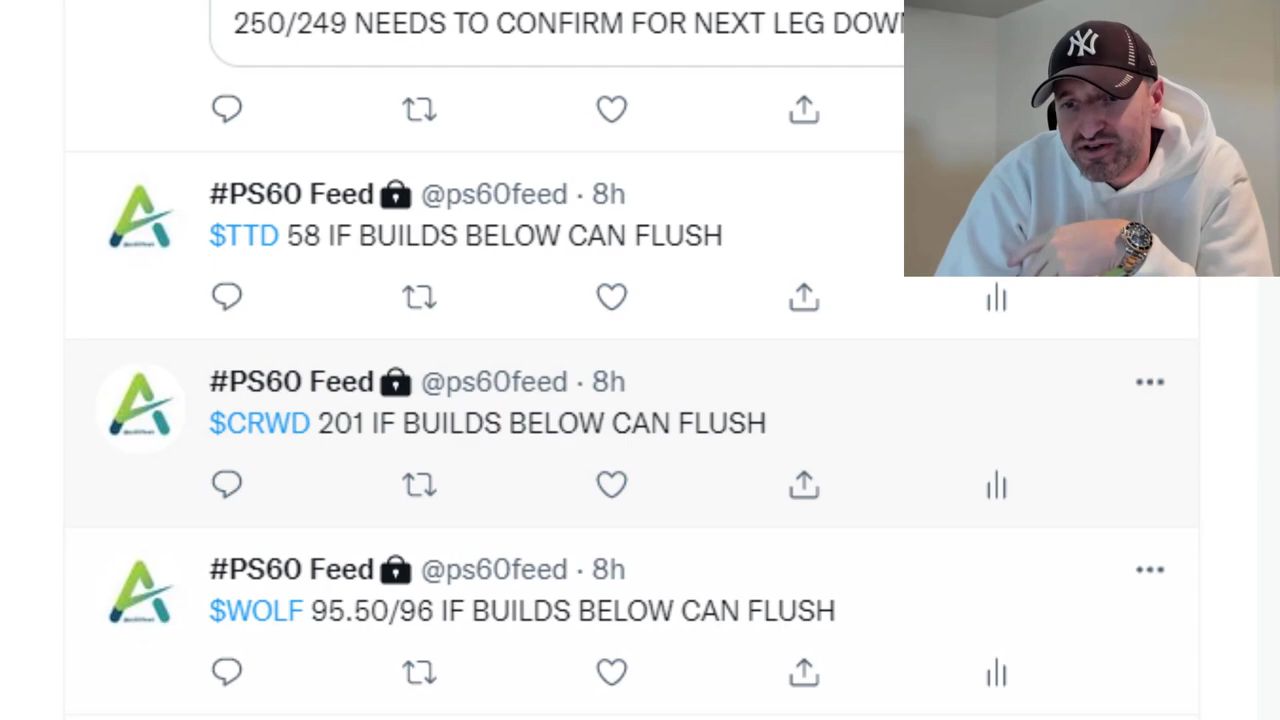 250/249 NEEDS TO CONFIRM FOR NEXT LEG DOWN
#PS60 Feed @ps60feed · 8h
$TTD 58 IF BUILDS BELOW CAN FLUSH
#PS60 Feed @ps60feed · 8h
$CRWD 201 IF BUILDS BELOW CAN FLUSH
#PS60 Feed @ps60feed · 8h
$WOLF 95.50/96 IF BUILDS BELOW CAN FLUSH
NY